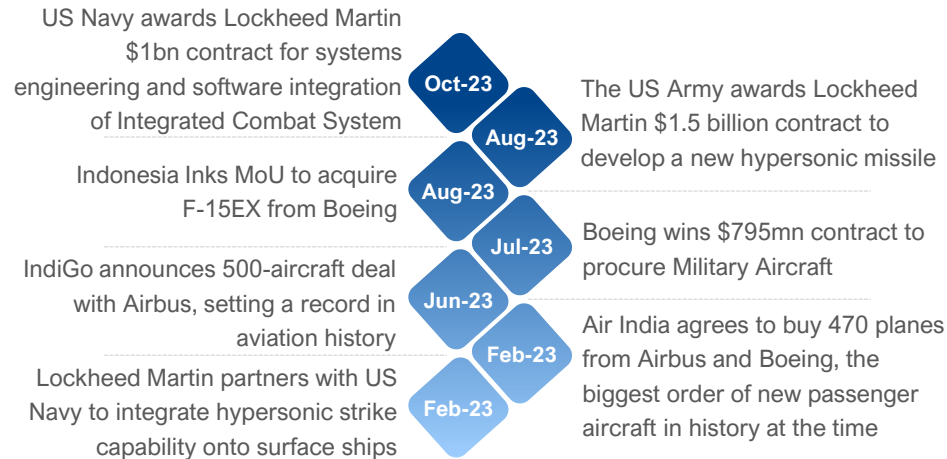 US Navy awards Lockheed Martin
$1bn contract for systems
engineering and software integration
of Integrated Combat System
Oct-23
The US Army awards Lockheed
Martin $1.5 billion contract to
develop a new hypersonic missile
Aug-23
Indonesia Inks MoU to acquire
F-15EX from Boeing
Aug-23
Boeing wins $795mn contract to
procure Military Aircraft
Jul-23
IndiGo announces 500-aircraft deal
with Airbus, setting a record in
aviation history
Jun-23
Air India agrees to buy 470 planes
from Airbus and Boeing, the
biggest order of new passenger
aircraft in history at the time
Feb-23
Lockheed Martin partners with US
Navy to integrate hypersonic strike
capability onto surface ships
Feb-23